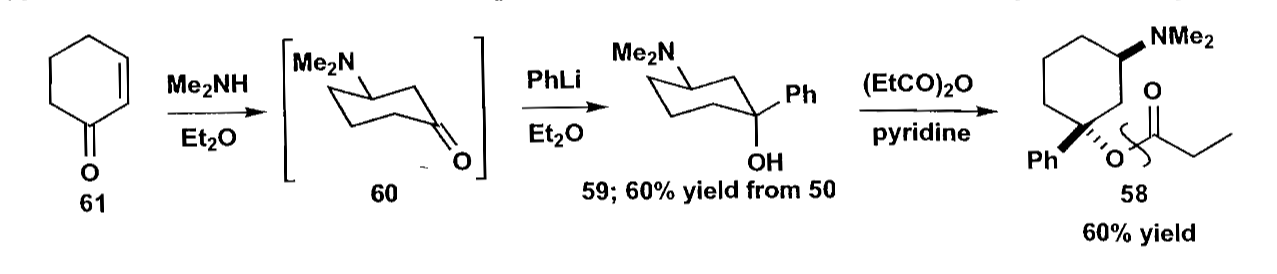 Me₂NH
Et₂O
O
61
Me₂N
O
60
PhLi
Et₂O
Me₂N
Ph
OH
59; 60% yield from 50
(EtCO)₂O
pyridine
NMe₂
O
Ph
O
58
60% yield